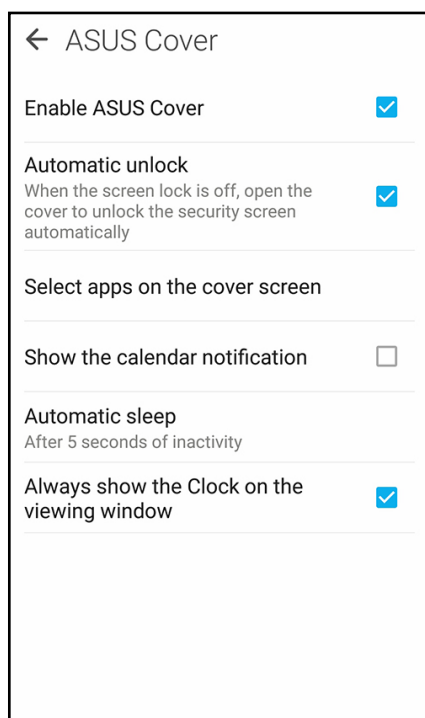 ASUS Cover
Enable ASUS Cover
Automatic unlock
When the screen lock is off, open the
cover to unlock the security screen
automatically
Select apps on the cover screen
Show the calendar notification
Automatic sleep
After 5 seconds of inactivity
Always show the Clock on the
viewing window